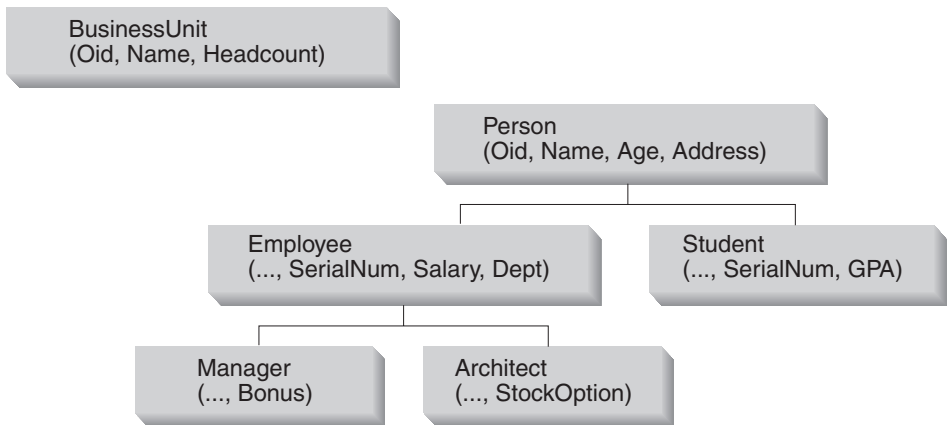 BusinessUnit
(Oid, Name, Headcount)
Person
(Oid, Name, Age, Address)
Employee
(..., SerialNum, Salary, Dept)
Student
(..., SerialNum, GPA)
Manager
(..., Bonus)
Architect
(..., StockOption)